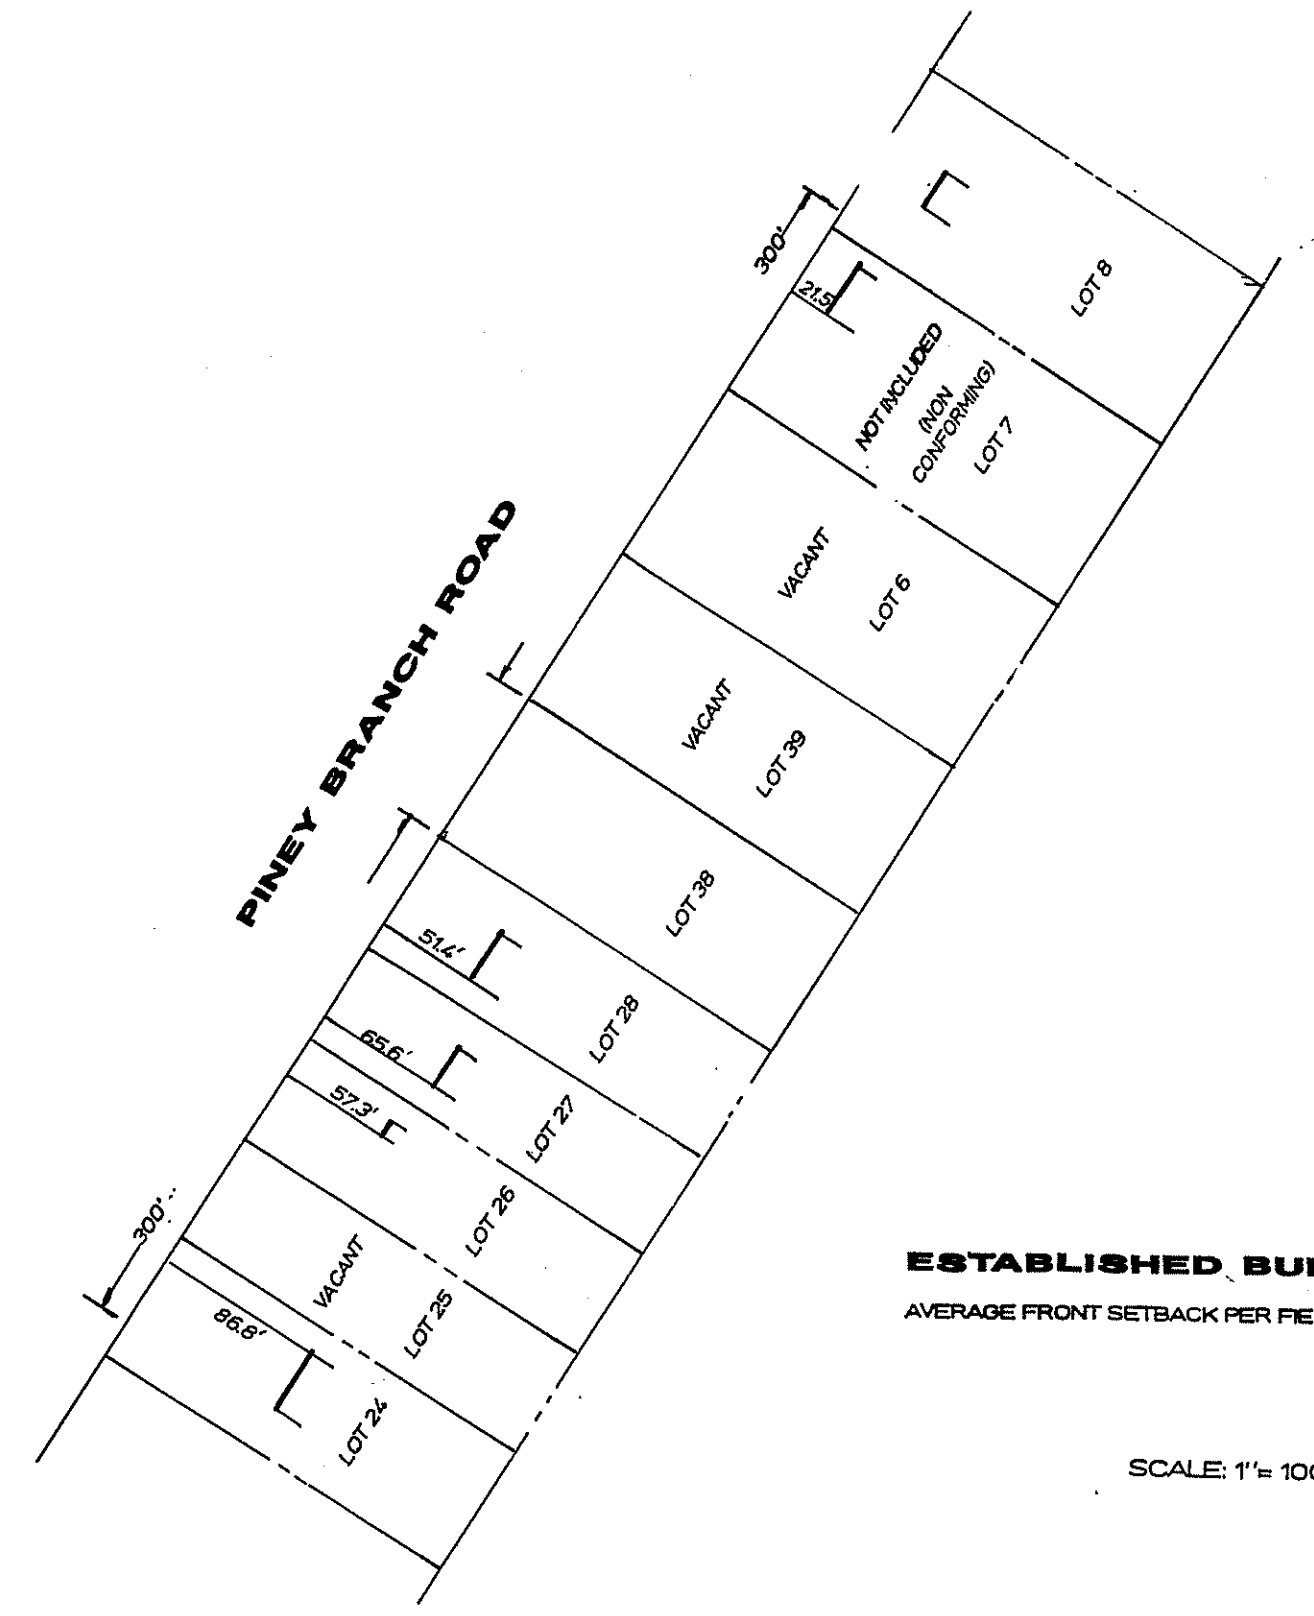 300'
LOT 8
21.5
NOT INCLUDED
(NON
CONFORMING)
LOT 7
VACANT
LOT 6
PINEY BRANCH ROAD
VACANT
LOT 39
LOT 38
51.4'
LOT 28
65.6'
LOT 27
57.3'
LOT 26
300'
VACANT
LOT 25
86.8'
LOT 24
ESTABLISHED BUI
AVERAGE FRONT SETBACK PER FIE
SCALE: 1"= 100